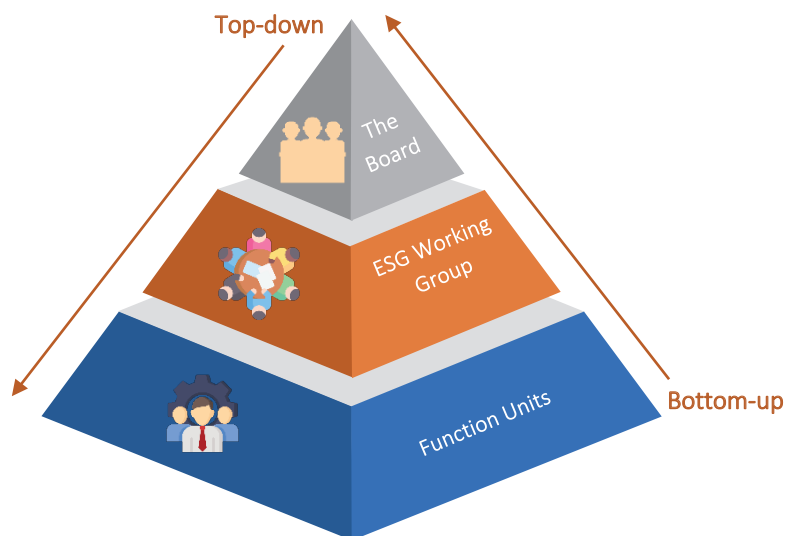 Top-down
The
Board
ESG Working
Group
Function Units
Bottom-up